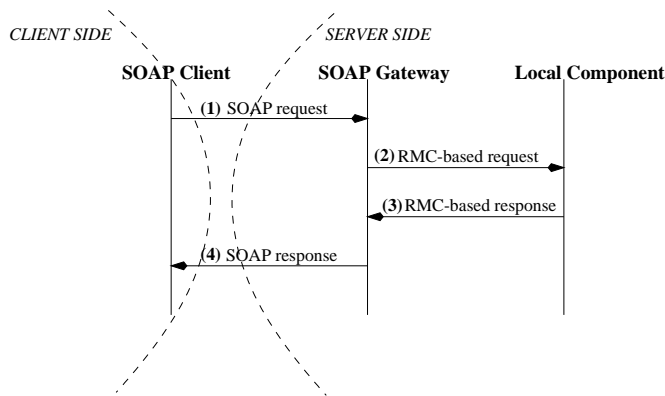 CLIENT SIDE
SERVER SIDE
SOAP Client
SOAP Gateway
Local Component
(1) SOAP request
(2) RMC-based request
(3) RMC-based response
(4) SOAP response